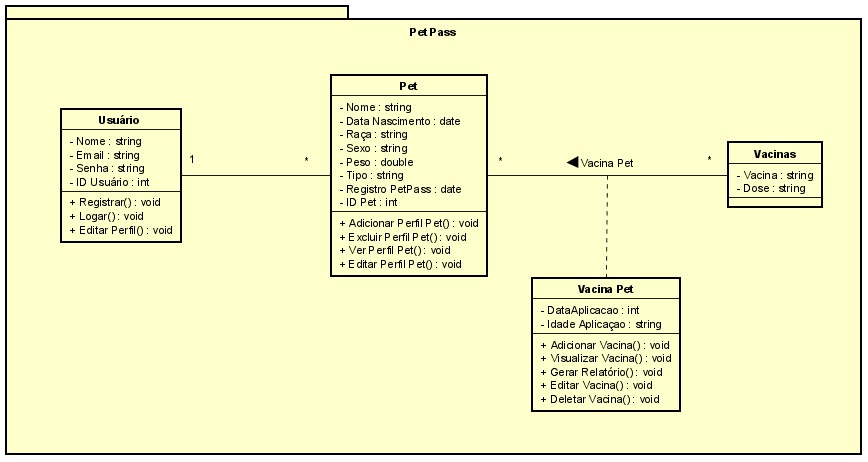 PetPass
Usuário
- Nome : string
- Email : string
- Senha : string
- ID Usuário : int
+ Registrar() : void
+ Logar() : void
+ Editar Perfil() : void
1
*
Pet
- Nome : string
- Data Nascimento : date
- Raça : string
- Sexo : string
- Peso : double
- Tipo : string
- Registro PetPass : date
- ID Pet : int
+ Adicionar Perfil Pet() : void
+ Excluir Perfil Pet() : void
+ Ver Perfil Pet() : void
+ Editar Perfil Pet() : void
*
Vacina Pet
*
Vacinas
- Vacina : string
- Dose : string
Vacina Pet
- DataAplicacao : int
- Idade Aplicaçao : string
+ Adicionar Vacina() : void
+ Visualizar Vacina() : void
+ Gerar Relatório() : void
+ Editar Vacina() : void
+ Deletar Vacina() : void